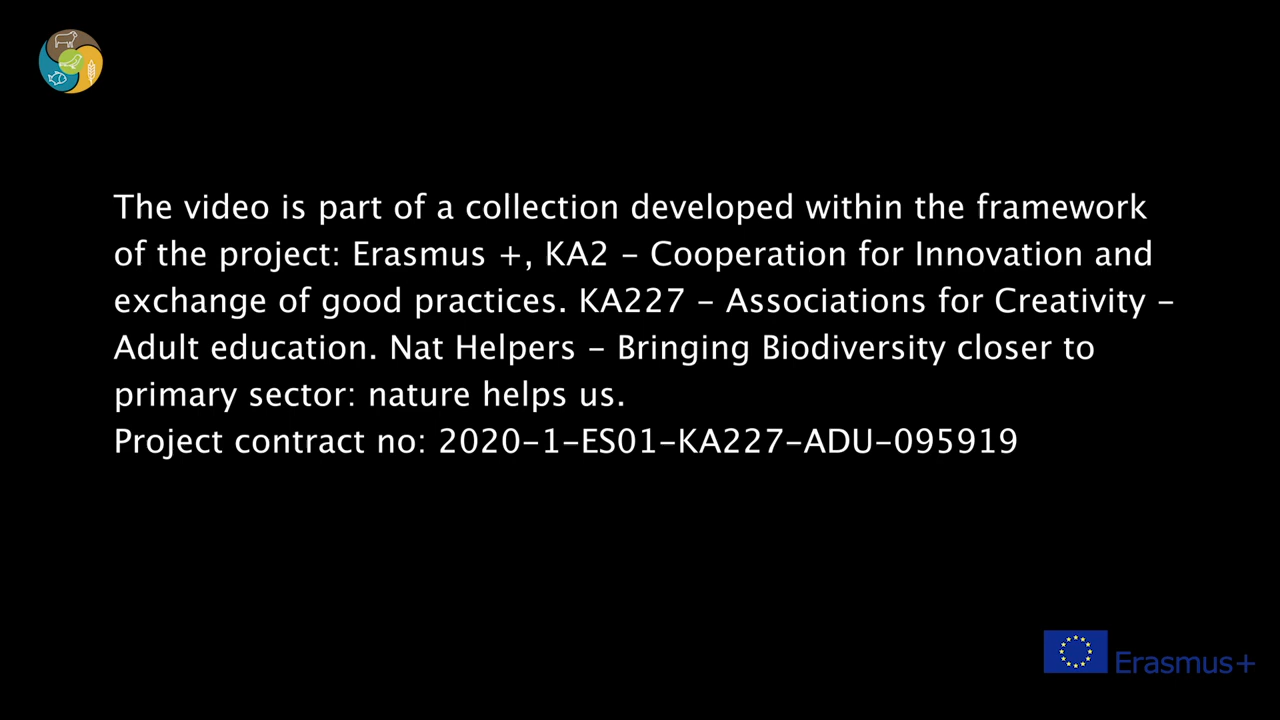 The video is part of a collection developed within the framework
of the project: Erasmus +, KA2 – Cooperation for Innovation and
exchange of good practices. KA227 – Associations for Creativity –
Adult education. Nat Helpers – Bringing Biodiversity closer to
primary sector: nature helps us.
Project contract no: 2020-1-ES01-KA227-ADU-095919
Erasmus+